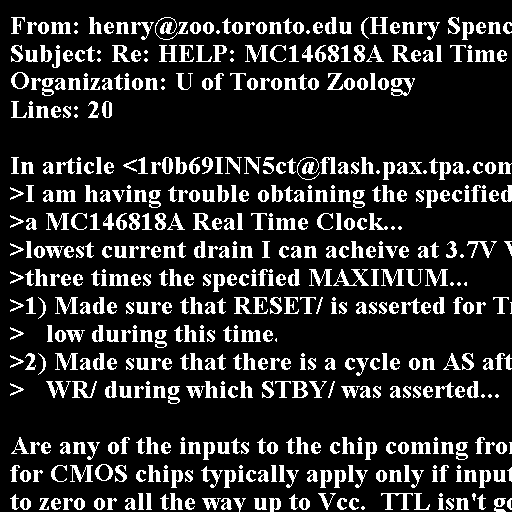 From: henry@zoo.toronto.edu (Henry Spenc
Subject: Re: HELP: MC146818A Real Time
Organization: U of Toronto Zoology
Lines: 20

In article <1r0b69INN5ct@flash.pax.tpa.com
>I am having trouble obtaining the specified
>a MC146818A Real Time Clock...
>lowest current drain I can acheive at 3.7V V
>three times the specified MAXIMUM...
>1) Made sure that RESET/ is asserted for T
>   low during this time.
>2) Made sure that there is a cycle on AS aft
>   WR/ during which STBY/ was asserted...

Are any of the inputs to the chip coming fro
for CMOS chips typically apply only if input
to zero or all the way up to Vcc.  TTL isn't go